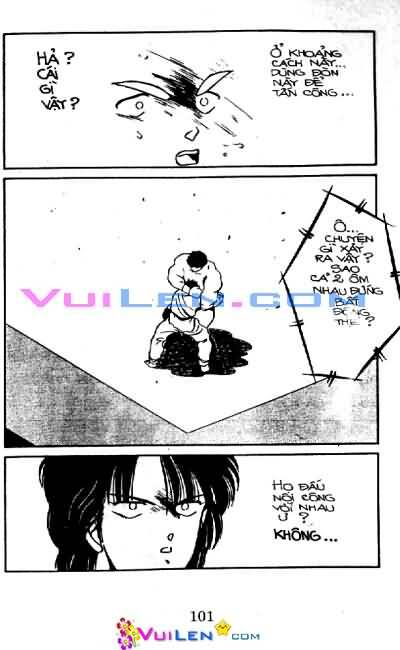 HẢ?
CÁI
GÌ
VẬY?
Ở KHOẢNG
CÁCH NÀY...
DÙNG ĐÒN
NÀY ĐỂ
TẤN CÔNG...
Ồ...
CHUYỆN
GÌ XẢY
RA VẬY?
SAO
CẢ 2 ÔM
NHAU ĐỨNG
BẤT
ĐỘNG
THẾ?
VUILEN.COM
HỌ ĐẤU
NỘI CÔNG
VỚI NHAU
Ư?
KHÔNG...
101
VUILEN.COM